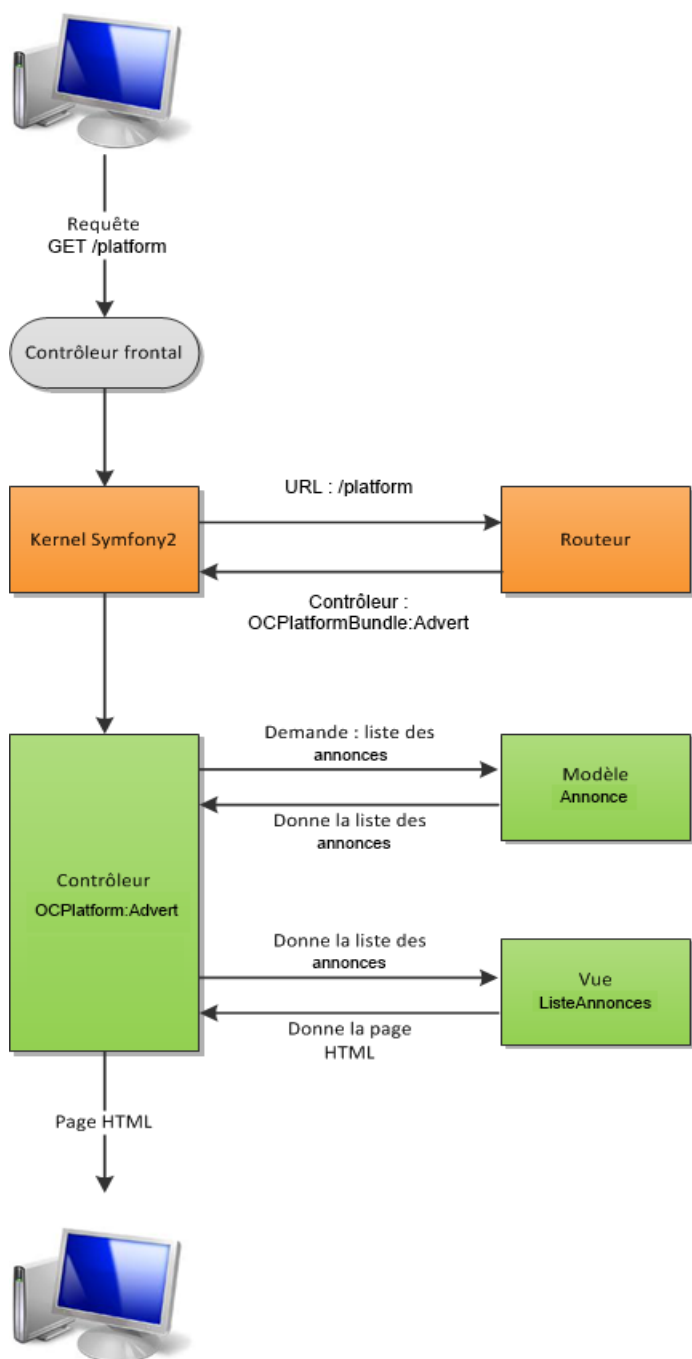 Requête
GET /platform
Contrôleur frontal
URL : /platform
Kernel Symfony2
Routeur
Contrôleur :
OCPlatformBundle:Advert
Demande : liste des
annonces
Modèle
Annonce
Donne la liste des
annonces
Contrôleur
OCPlatform:Advert
Donne la liste des
annonces
Vue
ListeAnnonces
Donne la page
HTML
Page HTML